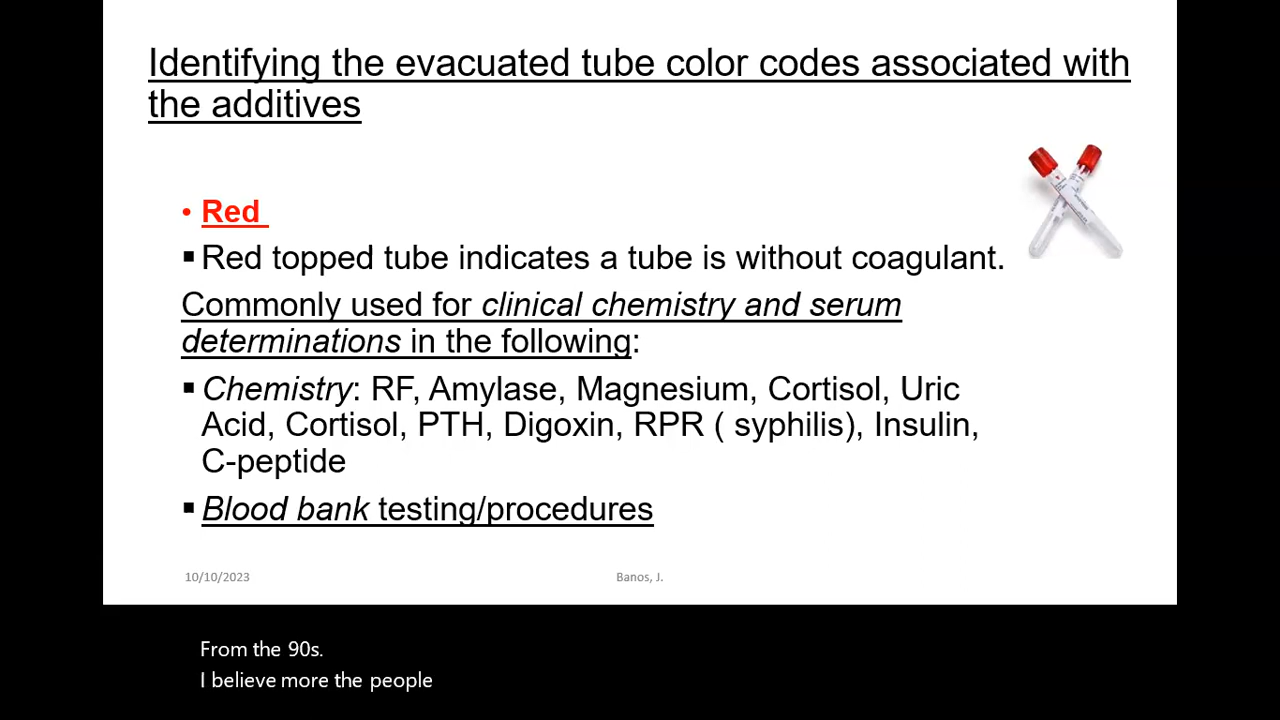 Identifying the evacuated tube color codes associated with
the additives
• Red
▪ Red topped tube indicates a tube is without coagulant.
Commonly used for clinical chemistry and serum
determinations in the following:
▪ Chemistry: RF, Amylase, Magnesium, Cortisol, Uric
Acid, Cortisol, PTH, Digoxin, RPR ( syphilis), Insulin,
C-peptide
▪ Blood bank testing/procedures
10/10/2023
Banos, J.
From the 90s.
I believe more the people